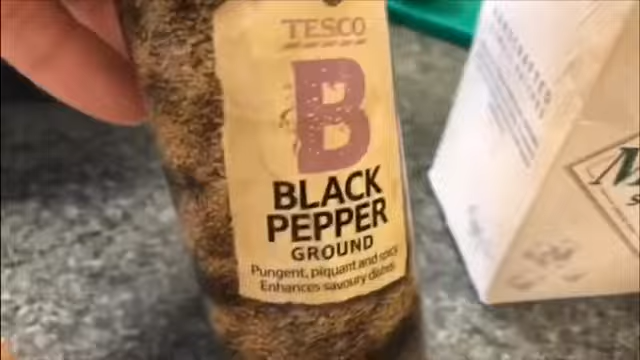 TESCO
B
BLACK
PEPPER
GROUND
Pungent, piquant and spicy
Enhances savoury dishes